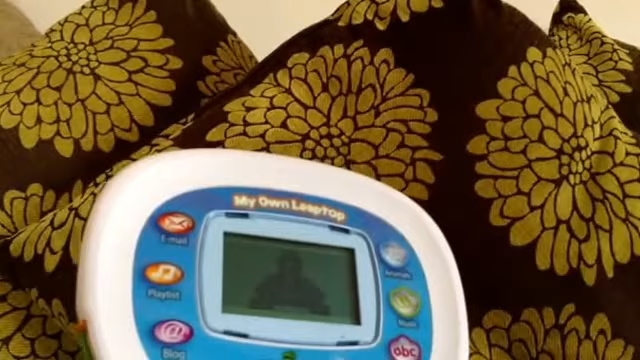 My Own Leaptop
E-mail
Animals
Playlist
Music
Blog
@
abc